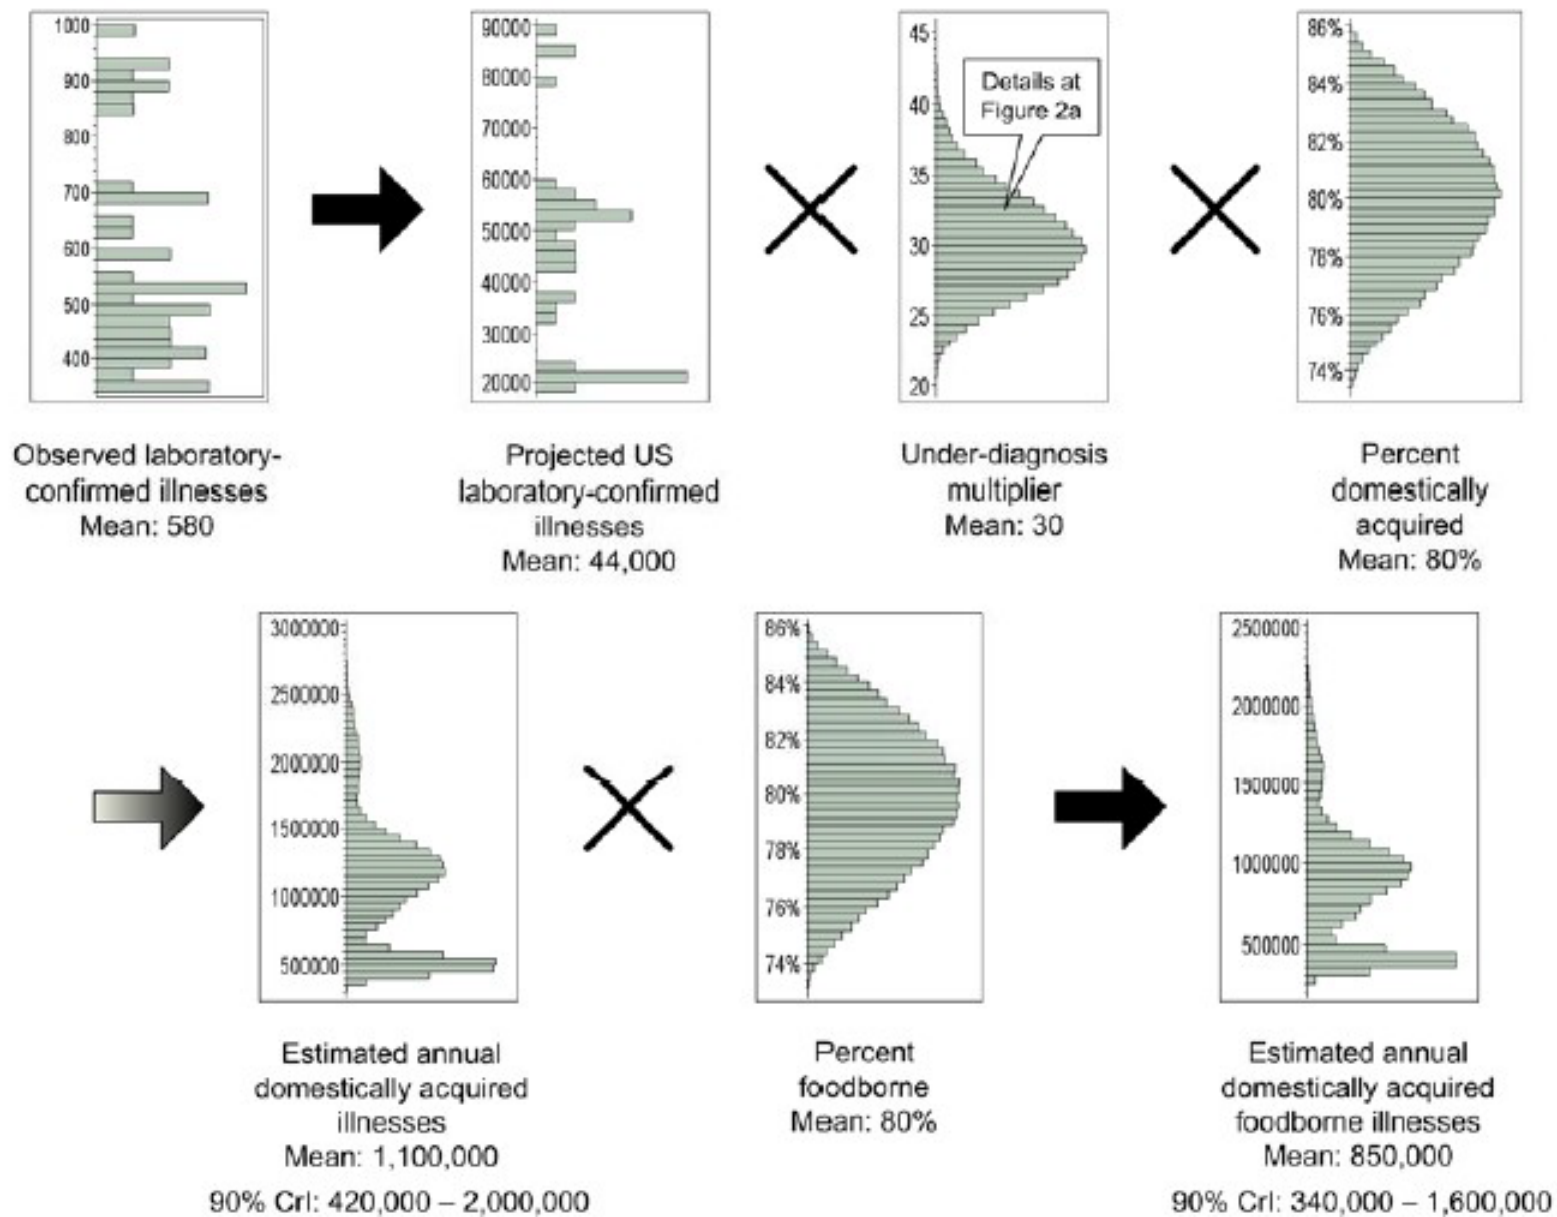 1000
900
800
700
600
500
400
Observed laboratory-
confirmed illnesses
Mean: 580
90000
80000
70000
60000
50000
40000
30000
20000
Projected US
laboratory-confirmed
illnesses
Mean: 44,000
45
40
35
30
25
20
Details at
Figure 2a
Under-diagnosis
multiplier
Mean: 30
86%
84%
82%
80%
78%
76%
74%
Percent
domestically
acquired
Mean: 80%
3000000
2500000
2000000
1500000
1000000
500000
Estimated annual
domestically acquired
illnesses
Mean: 1,100,000
90% CrI: 420,000 – 2,000,000
86%
84%
82%
80%
78%
76%
74%
Percent
foodborne
Mean: 80%
2500000
2000000
1500000
1000000
500000
Estimated annual
domestically acquired
foodborne illnesses
Mean: 850,000
90% CrI: 340,000 – 1,600,000